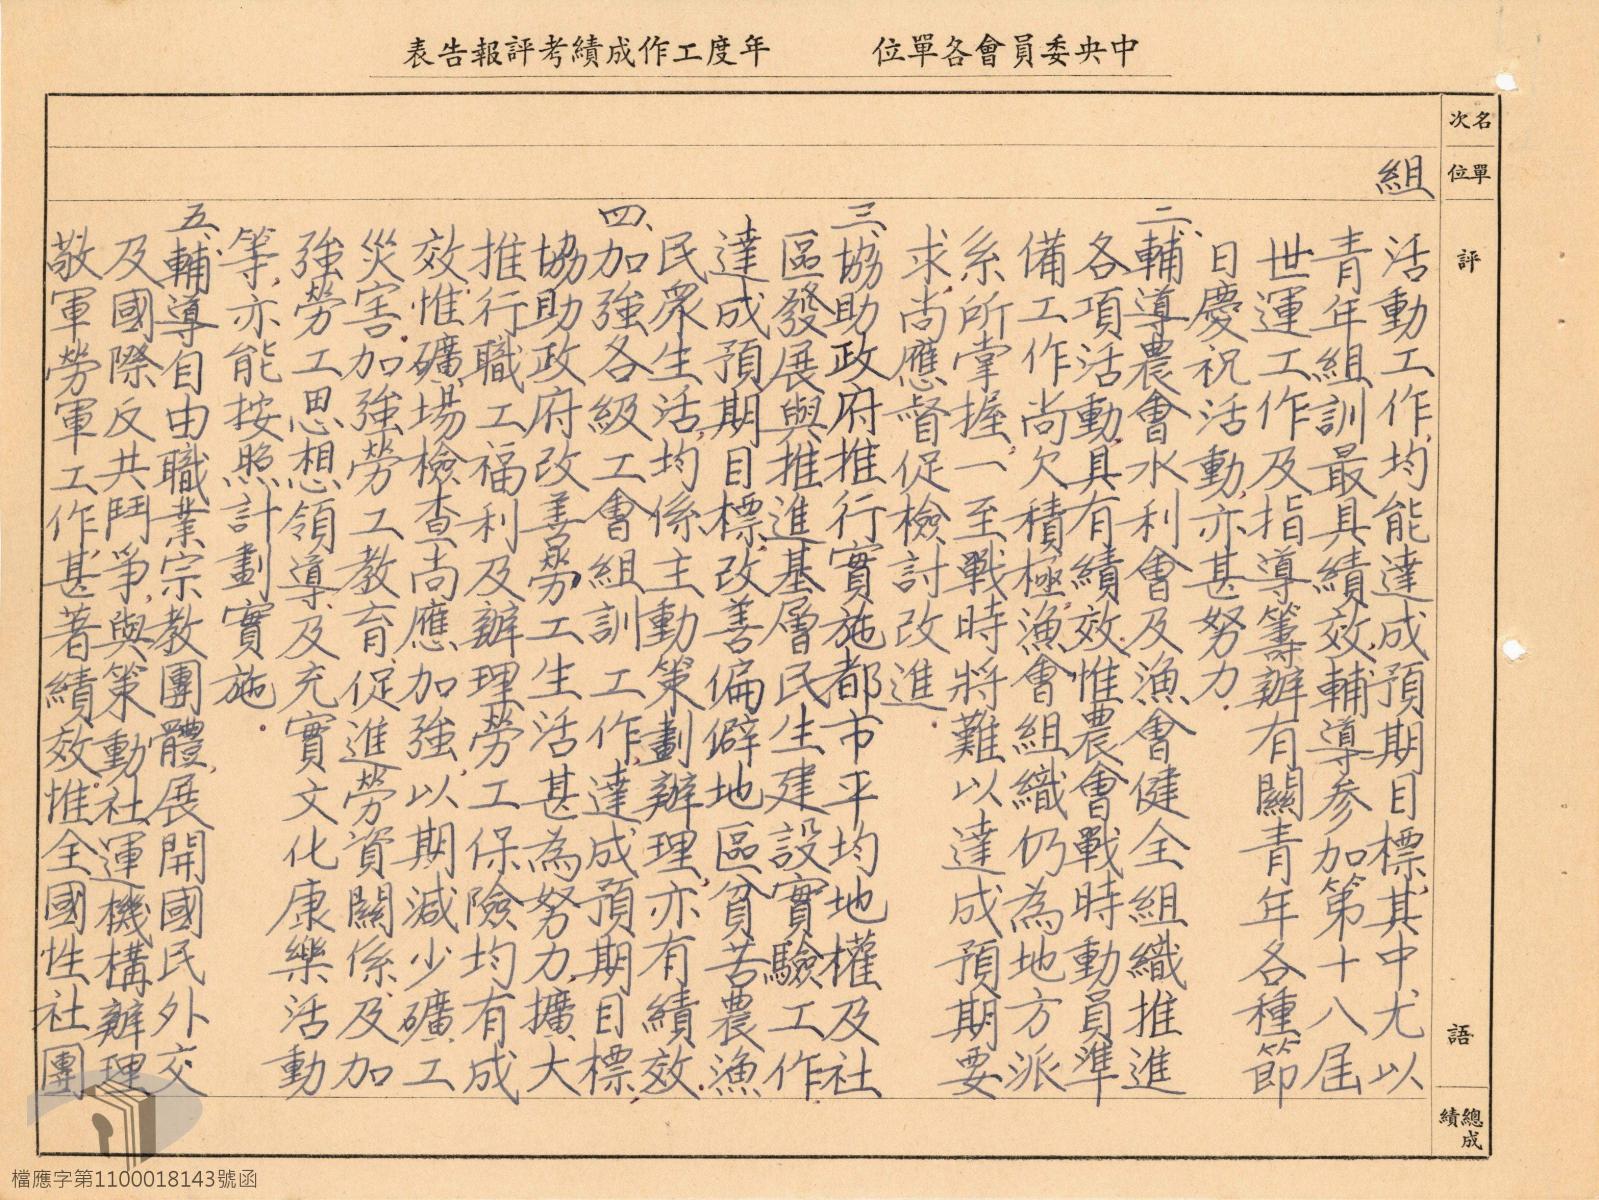 中央委員會各單位　　年度工作成績考評報告表
名次
單位
評語
總成績
組
活動工作，均能達成預期目標，其中尤以
青年組訓最具績效，輔導參加第十八屆
世運工作及指導籌辦有關青年各種節
日慶祝活動，亦甚努力。
二、輔導農會水利會及漁會健全組織推進
各項活動，具有績效，惟農會戰時動員準
備工作尚欠積極，漁會組織仍為地方派
系所掌握，一至戰時將難以達成預期要
求，尚應督促檢討改進。
三、協助政府推行實施都市平均地權及社
區發展與推進基層民生建設實驗工作，
達成預期目標，改善偏僻地區貧苦農漁
民眾生活，均係主動策劃辦理，亦有績效。
四、加強各級工會組訓工作，達成預期目標，
協助政府改善勞工生活甚為努力，擴大
推行職工福利及辦理勞工保險均有成
效，惟礦場檢查尚應加強，以期減少礦工
災害，加強勞工教育，促進勞資關係，及加
強勞工思想領導，及充實文化康樂活動
等，亦能按照計劃實施。
五、輔導自由職業宗教團體，展開國民外交
及國際反共鬥爭，與策動社運機構辦理
敬軍勞軍工作，甚著績效，惟全國性社團
檔應字第1100018143號函